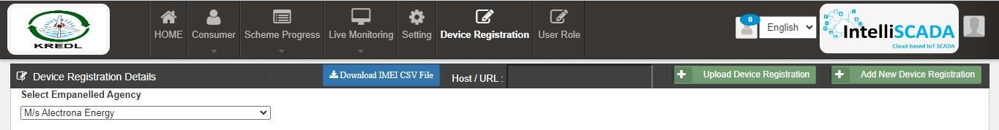 KREDL
HOME
Consumer
Scheme Progress
Live Monitoring
Setting
Device Registration
User Role
0
English
IntelliSCADA
Cloud based IoT SCADA
Device Registration Details
Download IMEI CSV File
Host / URL :
Upload Device Registration
Add New Device Registration
Select Empanelled Agency
M/s Alectrona Energy